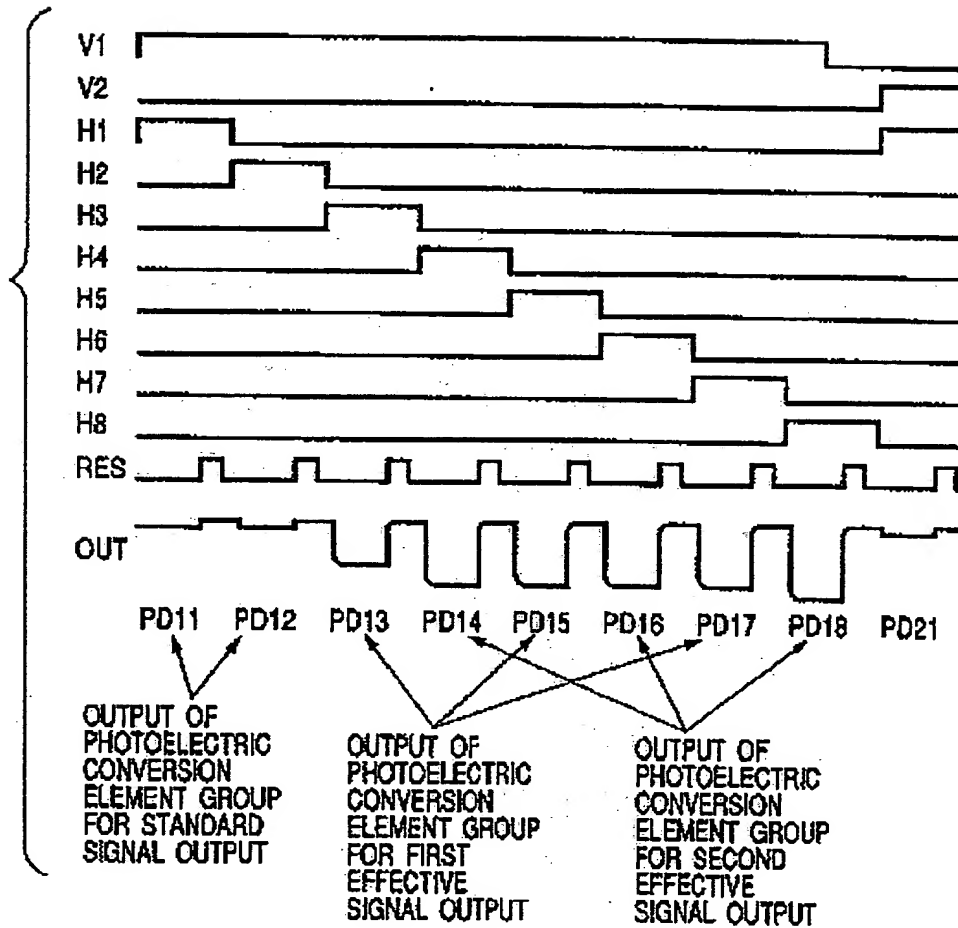 V1
V2
H1
H2
H3
H4
H5
H6
H7
H8
RES
OUT
PD11 PD12 PD13 PD14 PD15 PD16 PD17 PD18 PD21
OUTPUT OF
PHOTOELECTRIC
CONVERSION
ELEMENT GROUP
FOR STANDARD
SIGNAL OUTPUT
OUTPUT OF
PHOTOELECTRIC
CONVERSION
ELEMENT GROUP
FOR FIRST
EFFECTIVE
SIGNAL OUTPUT
OUTPUT OF
PHOTOELECTRIC
CONVERSION
ELEMENT GROUP
FOR SECOND
EFFECTIVE
SIGNAL OUTPUT